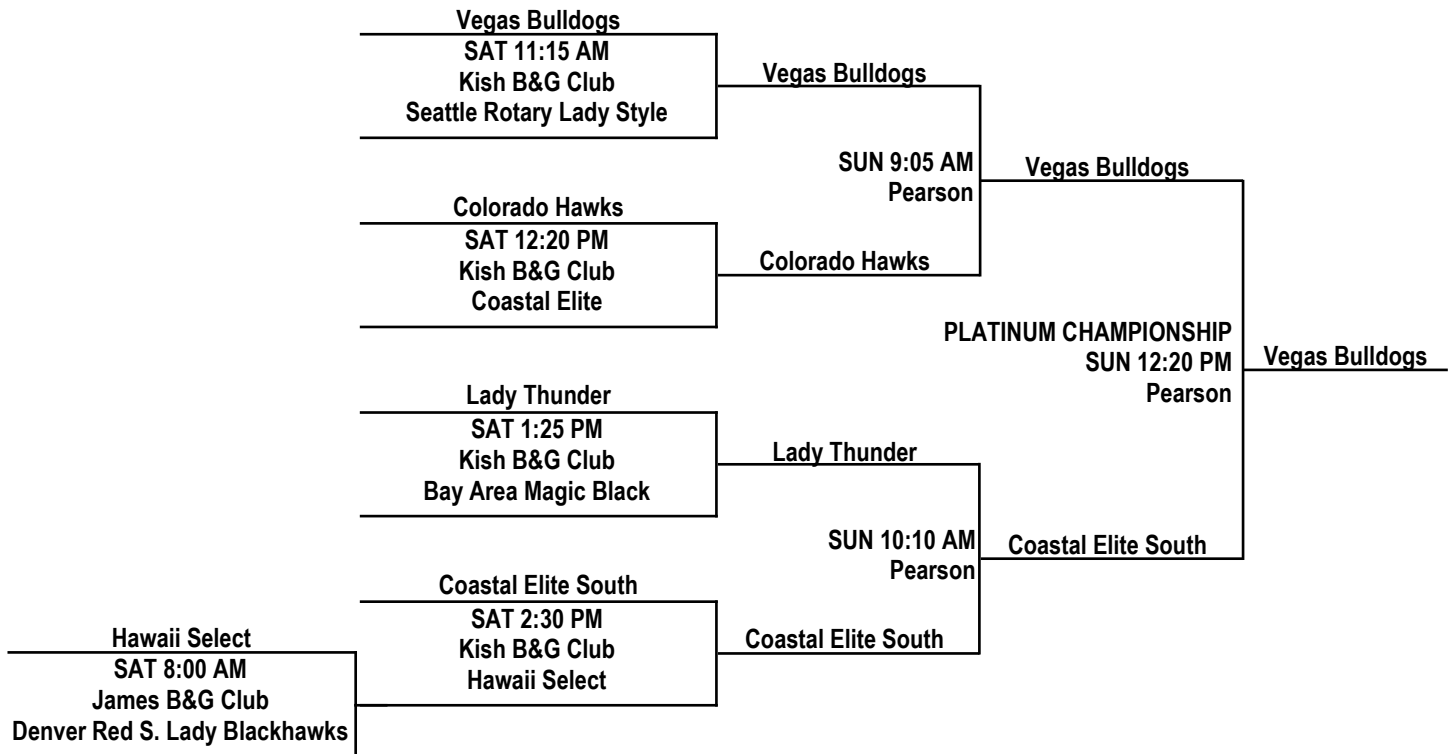 Vegas Bulldogs
SAT 11:15 AM
Kish B&G Club
Seattle Rotary Lady Style
Vegas Bulldogs
SUN 9:05 AM
Pearson
Vegas Bulldogs
Colorado Hawks
SAT 12:20 PM
Kish B&G Club
Coastal Elite
Colorado Hawks
PLATINUM CHAMPIONSHIP
SUN 12:20 PM
Pearson
Vegas Bulldogs
Lady Thunder
SAT 1:25 PM
Kish B&G Club
Bay Area Magic Black
Lady Thunder
SUN 10:10 AM
Pearson
Coastal Elite South
Coastal Elite South
SAT 2:30 PM
Kish B&G Club
Hawaii Select
Coastal Elite South
Hawaii Select
SAT 8:00 AM
James B&G Club
Denver Red S. Lady Blackhawks